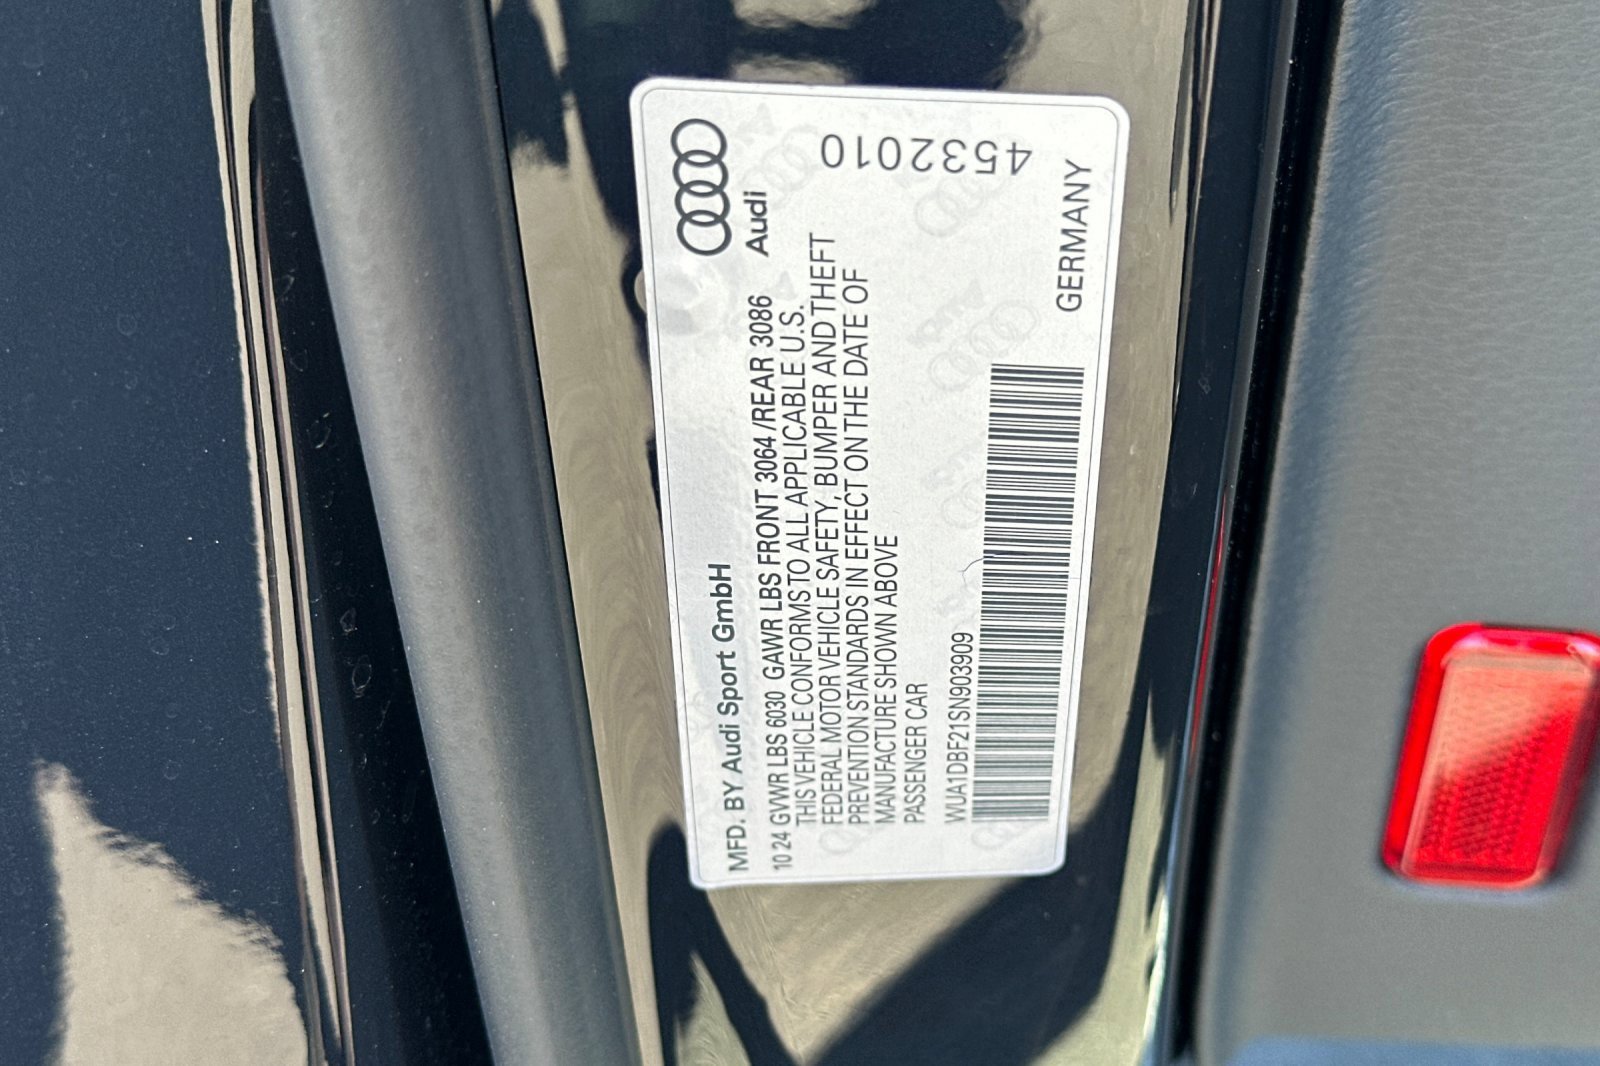 Audi
MFD. BY Audi Sport GmbH
10 24 GVWR LBS 6030 GAWR LBS FRONT 3064 /REAR 3086
THIS VEHICLE CONFORMS TO ALL APPLICABLE U.S.
FEDERAL MOTOR VEHICLE SAFETY, BUMPER AND THEFT
PREVENTION STANDARDS IN EFFECT ON THE DATE OF
MANUFACTURE SHOWN ABOVE
PASSENGER CAR
WUA1DBF21SN903909
GERMANY
4532010